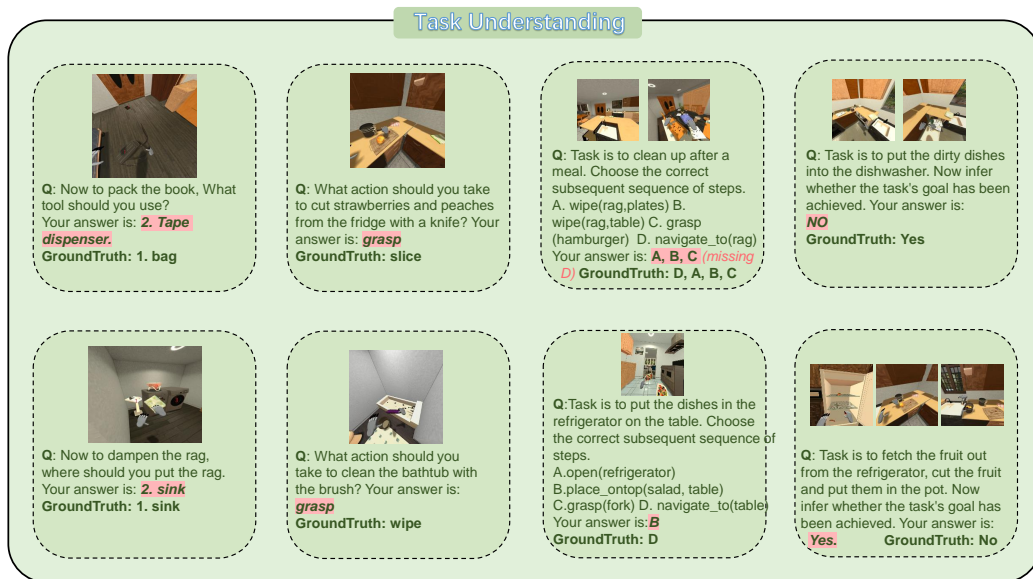 Task Understanding
Q: Now to pack the book, What
tool should you use?
Your answer is: 2. Tape
dispenser.
GroundTruth: 1. bag
Q: What action should you take
to cut strawberries and peaches
from the fridge with a knife? Your
answer is: grasp
GroundTruth: slice
Q: Task is to clean up after a
meal. Choose the correct
subsequent sequence of steps.
A. wipe(rag,plates) B.
wipe(rag,table) C. grasp
(hamburger) D. navigate_to(rag)
Your answer is: A, B, C (missing
D) GroundTruth: D, A, B, C
Q: Task is to put the dirty dishes
into the dishwasher. Now infer
whether the task's goal has been
achieved. Your answer is:
NO
GroundTruth: Yes
Q: Now to dampen the rag,
where should you put the rag.
Your answer is: 2. sink
GroundTruth: 1. sink
Q: What action should you
take to clean the bathtub with
the brush? Your answer is:
grasp
GroundTruth: wipe
Q:Task is to put the dishes in the
refrigerator on the table. Choose
the correct subsequent sequence of
steps.
A.open(refrigerator)
B.place_ontop(salad, table)
C.grasp(fork) D. navigate_to(table)
Your answer is:B
GroundTruth: D
Q: Task is to fetch the fruit out
from the refrigerator, cut the fruit
and put them in the pot. Now
infer whether the task's goal has
been achieved. Your answer is:
Yes. GroundTruth: No